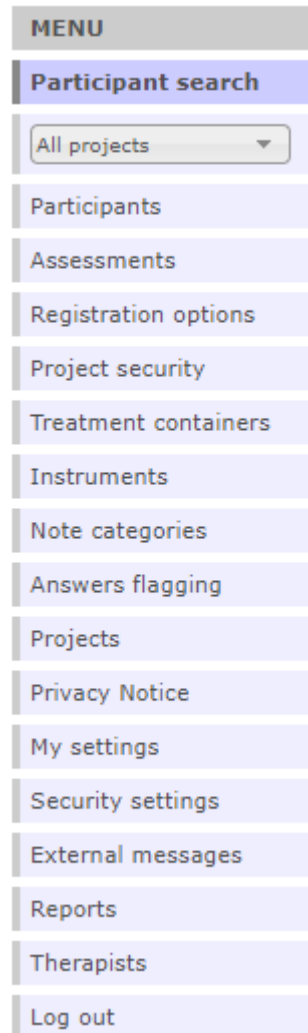 MENU
Participant search
All projects
Participants
Assessments
Registration options
Project security
Treatment containers
Instruments
Note categories
Answers flagging
Projects
Privacy Notice
My settings
Security settings
External messages
Reports
Therapists
Log out